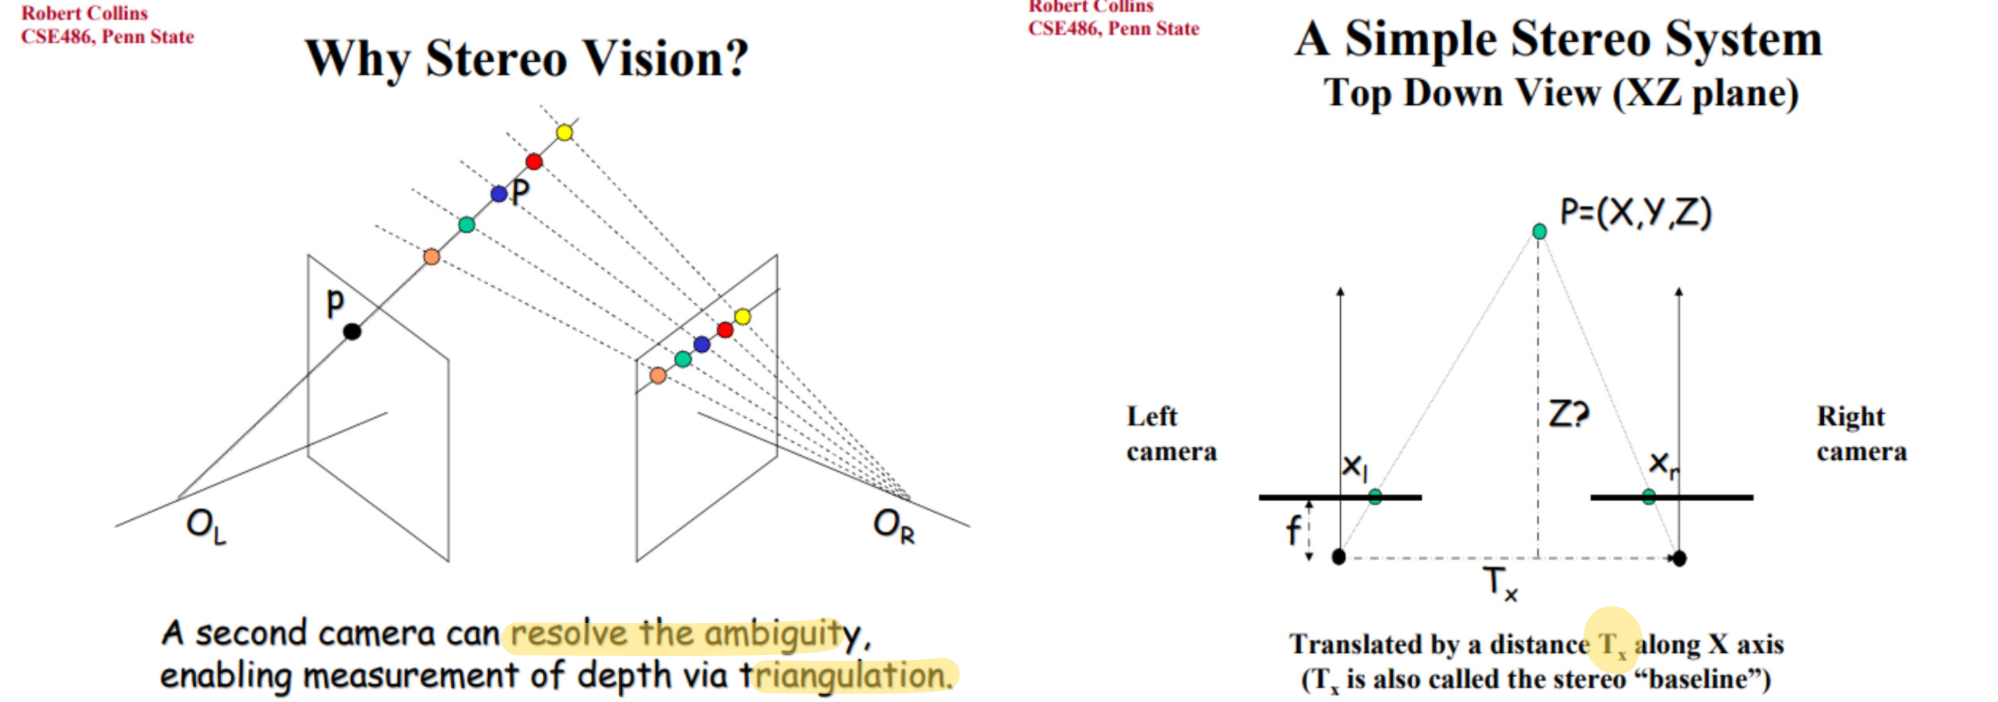 Robert Collins
CSE486, Penn State
Why Stereo Vision?
P
p
O_L
O_R
A second camera can resolve the ambiguity,
enabling measurement of depth via triangulation.
Robert Collins
CSE486, Penn State
A Simple Stereo System
Top Down View (XZ plane)
P=(X,Y,Z)
Left
camera
Z?
Right
camera
x_l
x_r
f
T_x
Translated by a distance T_x along X axis
(T_x is also called the stereo “baseline”)